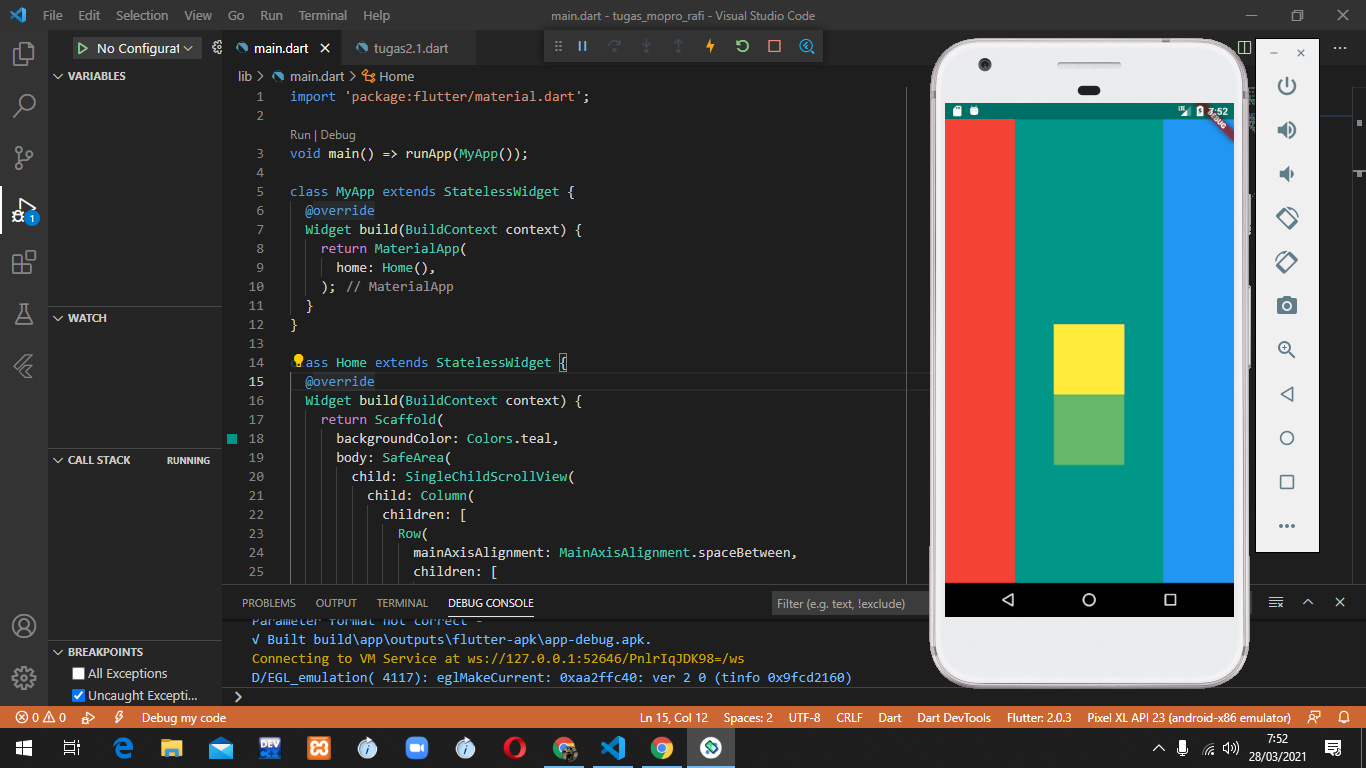 File Edit Selection View Go Run Terminal Help
main.dart - tugas_mopro_rafi - Visual Studio Code
No Configurat
main.dart
tugas2.1.dart
lib > main.dart > Home
VARIABLES
WATCH
CALL STACK
RUNNING
BREAKPOINTS
All Exceptions
Uncaught Excepti...
1
1 import 'package:flutter/material.dart';
2
Run | Debug
3 void main() => runApp(MyApp());
4
5 class MyApp extends StatelessWidget {
6 @override
7 Widget build(BuildContext context) {
8 return MaterialApp(
9 home: Home(),
10 ); // MaterialApp
11 }
12 }
13
14 ass Home extends StatelessWidget {
15 @override
16 Widget build(BuildContext context) {
17 return Scaffold(
18 backgroundColor: Colors.teal,
19 body: SafeArea(
20 child: SingleChildScrollView(
21 child: Column(
22 children: [
23 Row(
24 mainAxisAlignment: MainAxisAlignment.spaceBetween,
25 children: [
LTE 7:52
DEBUG
PROBLEMS OUTPUT TERMINAL DEBUG CONSOLE
Filter (e.g. text, !exclude)
Parameter format not correct -
√ Built build\app\outputs\flutter-apk\app-debug.apk.
Connecting to VM Service at ws://127.0.0.1:52646/PnlrIqJDK98=/ws
D/EGL_emulation( 4117): eglMakeCurrent: 0xaa2ffc40: ver 2 0 (tinfo 0x9fcd2160)
0 0 Debug my code
Ln 15, Col 12 Spaces: 2 UTF-8 CRLF Dart Dart DevTools Flutter: 2.0.3 Pixel XL API 23 (android-x86 emulator)
DEV
7:52
28/03/2021